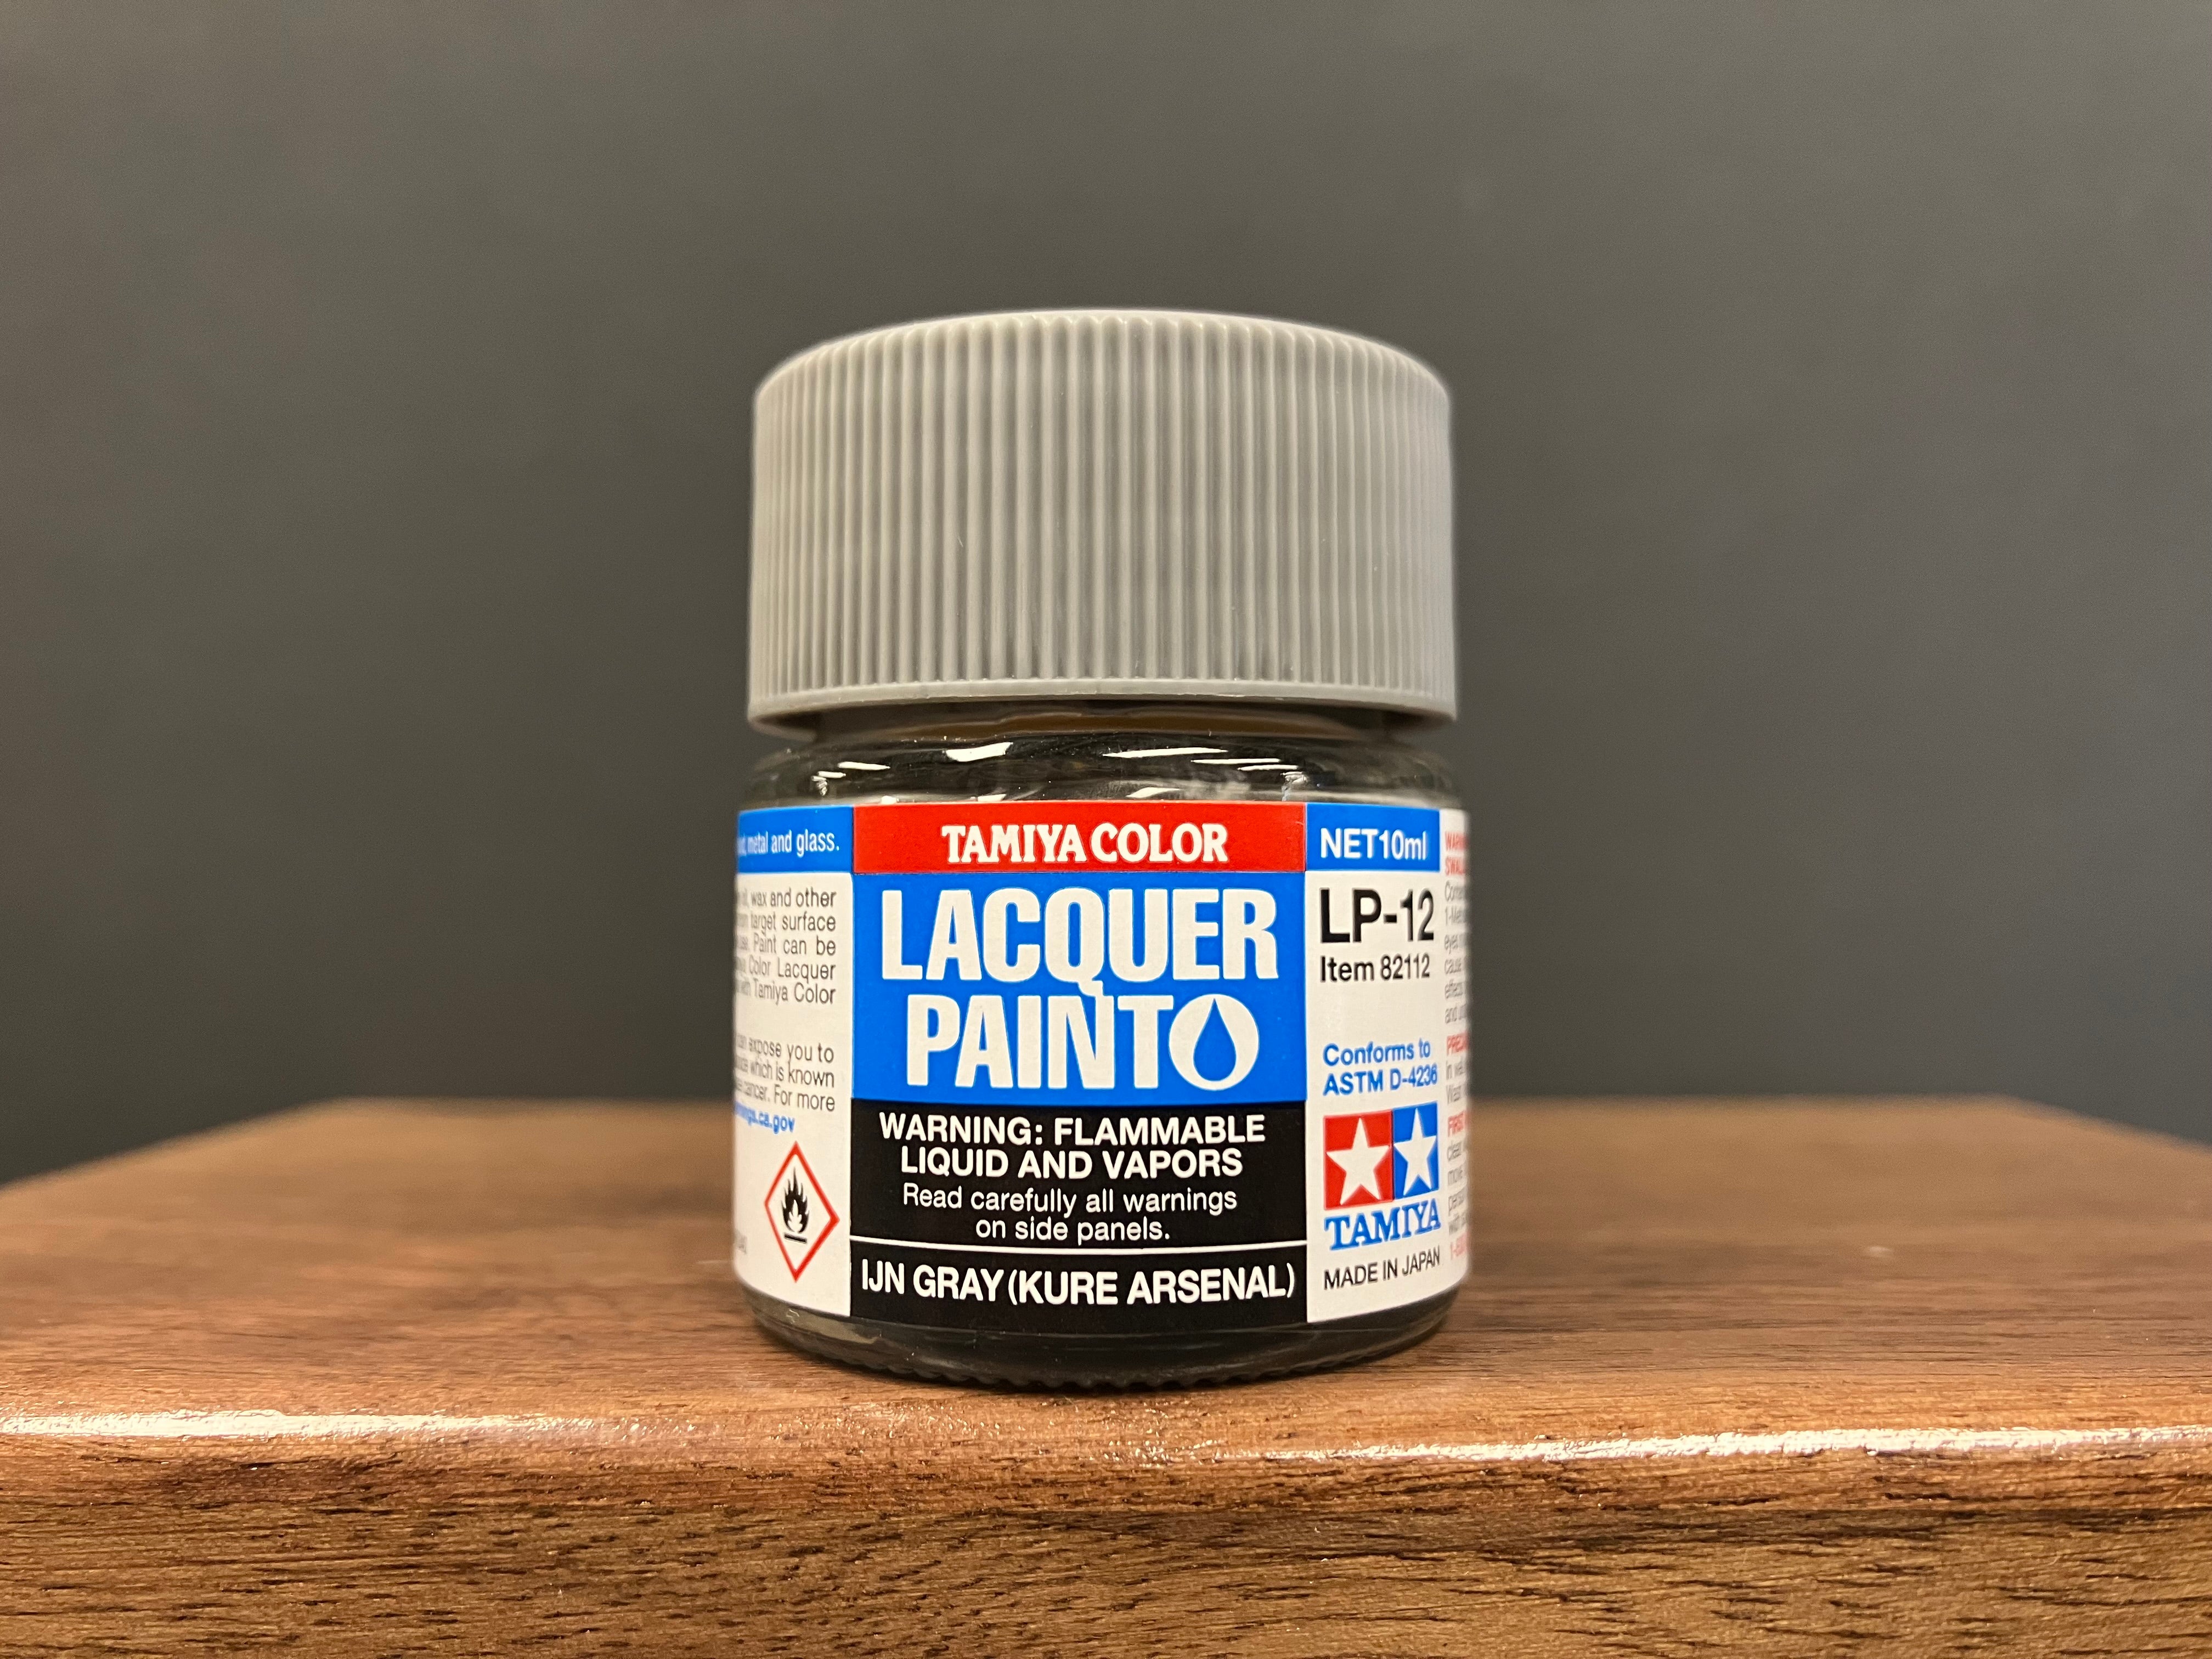 metal and glass.
wax and other
target surface
Paint can be
Color Lacquer
with Tamiya Color
expose you to
which is known
cancer. For more
.ca.gov
TAMIYA COLOR
LACQUER
PAINT
WARNING: FLAMMABLE
LIQUID AND VAPORS
Read carefully all warnings
on side panels.
IJN GRAY (KURE ARSENAL)
NET10ml
LP-12
Item 82112
Conforms to
ASTM D-4236
TAMIYA
MADE IN JAPAN